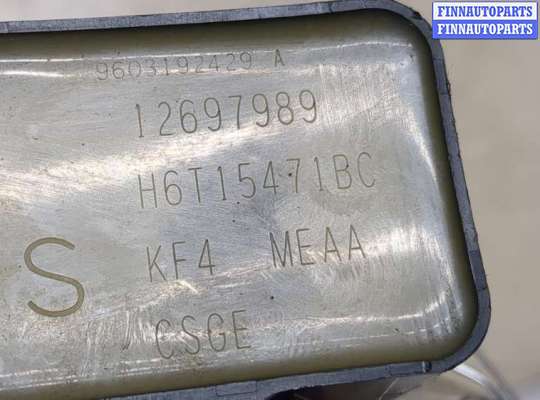 FINNAUTOPARTS
FINNAUTOPARTS
9603192429 A
12697989
H6T15471BC
S
KF4 MEAA
CSGE